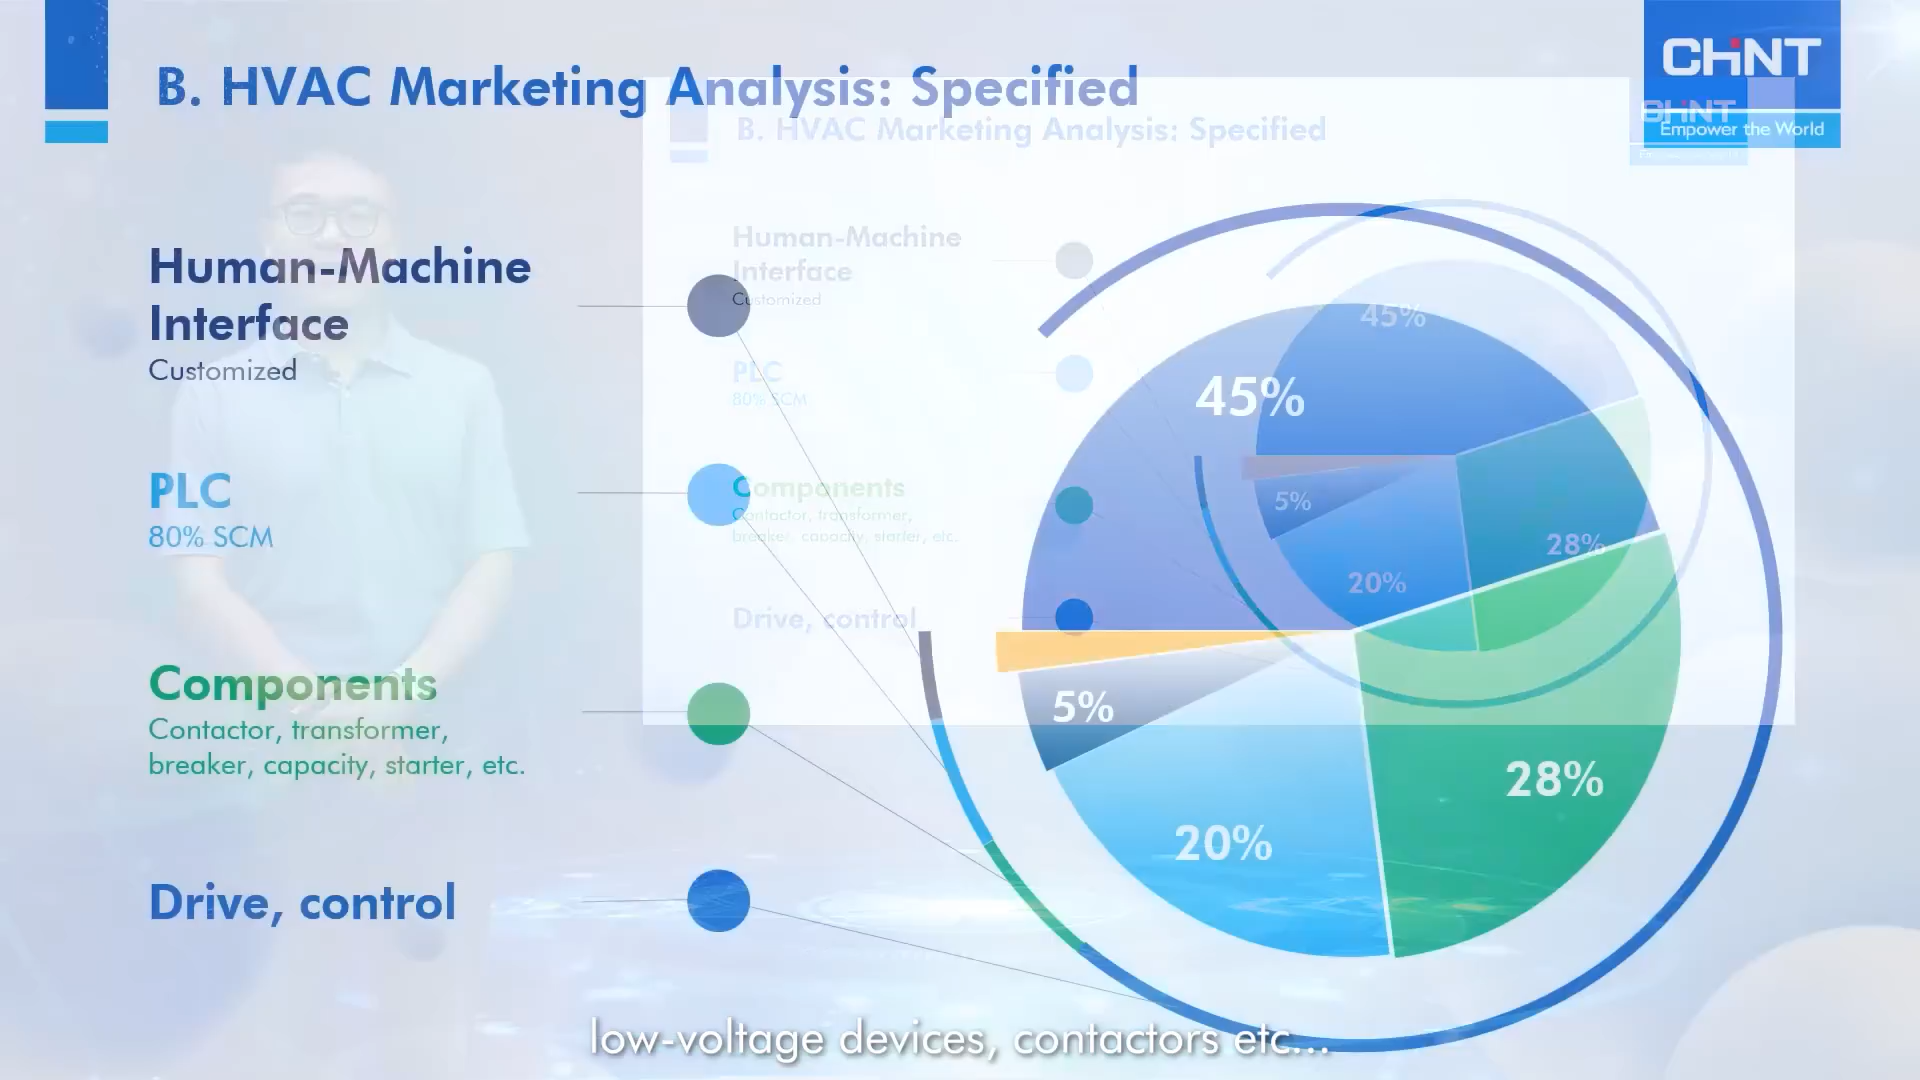 B. HVAC Marketing Analysis: Specified
CHNT
Empower the World
Human-Machine
Interface
Customized
PLC
80% SCM
Components
Contactor, transformer,
breaker, capacity, starter, etc.
Drive, control
45%
5%
20%
28%
B. HVAC Marketing Analysis: Specified
CHNT
Human-Machine
Interface
Customized
PLC
80% SCM
Components
Contactor, transformer,
breaker, capacity, starter, etc.
Drive, control
45%
5%
20%
28%
low-voltage devices, contactors etc...